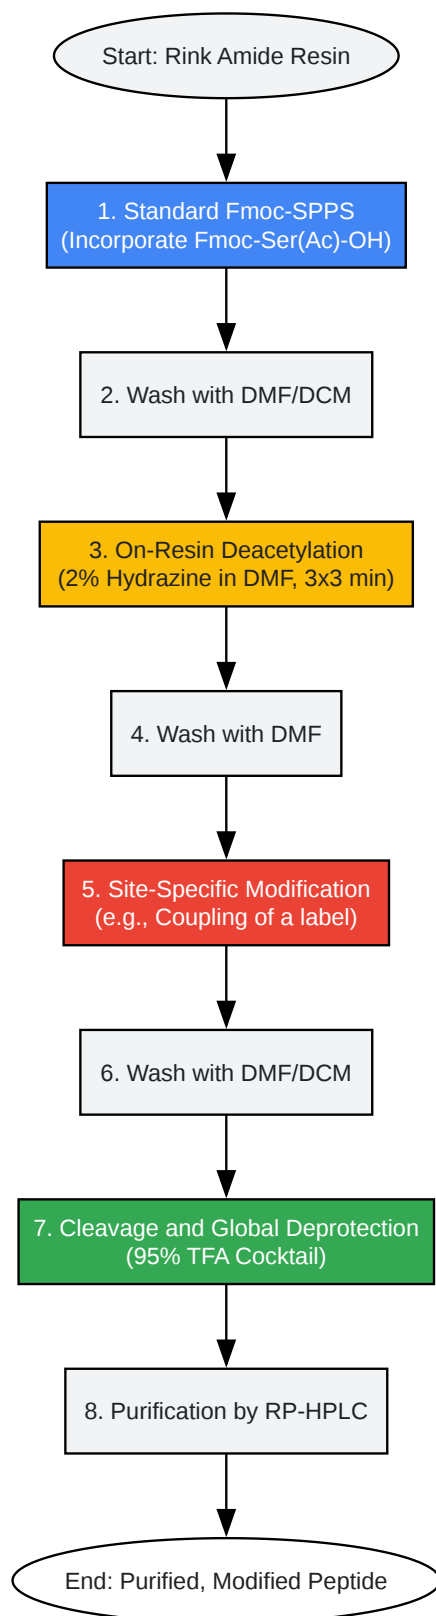 Start: Rink Amide Resin
1. Standard Fmoc-SPPS
(Incorporate Fmoc-Ser(Ac)-OH)
2. Wash with DMF/DCM
3. On-Resin Deacetylation
(2% Hydrazine in DMF, 3x3 min)
4. Wash with DMF
5. Site-Specific Modification
(e.g., Coupling of a label)
6. Wash with DMF/DCM
7. Cleavage and Global Deprotection
(95% TFA Cocktail)
8. Purification by RP-HPLC
End: Purified, Modified Peptide